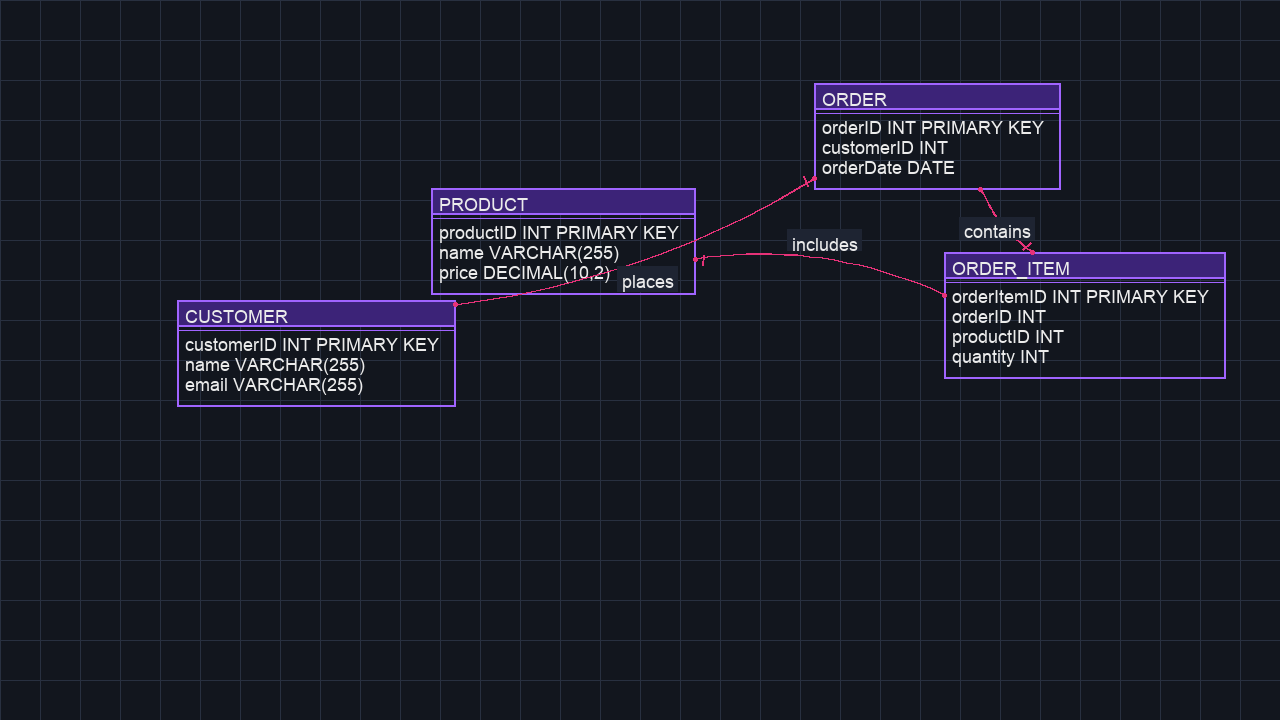 ORDER
orderID INT PRIMARY KEY
customerID INT
orderDate DATE
PRODUCT
productID INT PRIMARY KEY
name VARCHAR(255)
price DECIMAL(10,2)
places
includes
contains
CUSTOMER
customerID INT PRIMARY KEY
name VARCHAR(255)
email VARCHAR(255)
ORDER_ITEM
orderItemID INT PRIMARY KEY
orderID INT
productID INT
quantity INT